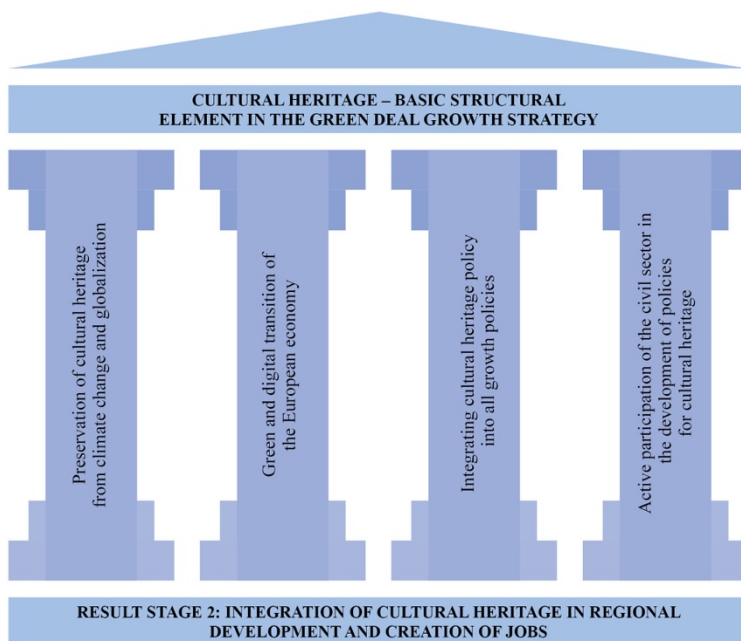 CULTURAL HERITAGE – BASIC STRUCTURAL
ELEMENT IN THE GREEN DEAL GROWTH STRATEGY
Preservation of cultural heritage
from climate change and globalization
Green and digital transition of
the European economy
Integrating cultural heritage policy
into all growth policies
Active participation of the civil sector in
the development of policies
for cultural heritage
RESULT STAGE 2: INTEGRATION OF CULTURAL HERITAGE IN REGIONAL
DEVELOPMENT AND CREATION OF JOBS